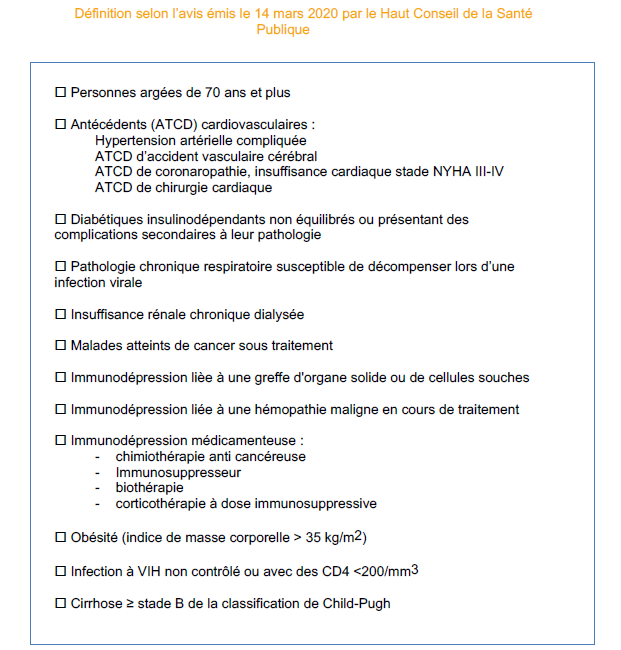 Définition selon l'avis émis le 14 mars 2020 par le Haut Conseil de la Santé
Publique
☐ Personnes argées de 70 ans et plus
☐ Antécédents (ATCD) cardiovasculaires :
Hypertension artérielle compliquée
ATCD d'accident vasculaire cérébral
ATCD de coronaropathie, insuffisance cardiaque stade NYHA III-IV
ATCD de chirurgie cardiaque
☐ Diabétiques insulinodépendants non équilibrés ou présentant des
complications secondaires à leur pathologie
☐ Pathologie chronique respiratoire susceptible de décompenser lors d'une
infection virale
☐ Insuffisance rénale chronique dialysée
☐ Malades atteints de cancer sous traitement
☐ Immunodépression lièe à une greffe d'organe solide ou de cellules souches
☐ Immunodépression liée à une hémopathie maligne en cours de traitement
☐ Immunodépression médicamenteuse :
- chimiothérapie anti cancéreuse
- Immunosuppresseur
- biothérapie
- corticothérapie à dose immunosuppressive
☐ Obésité (indice de masse corporelle > 35 kg/m2)
☐ Infection à VIH non contrôlé ou avec des CD4 <200/mm3
☐ Cirrhose ≥ stade B de la classification de Child-Pugh